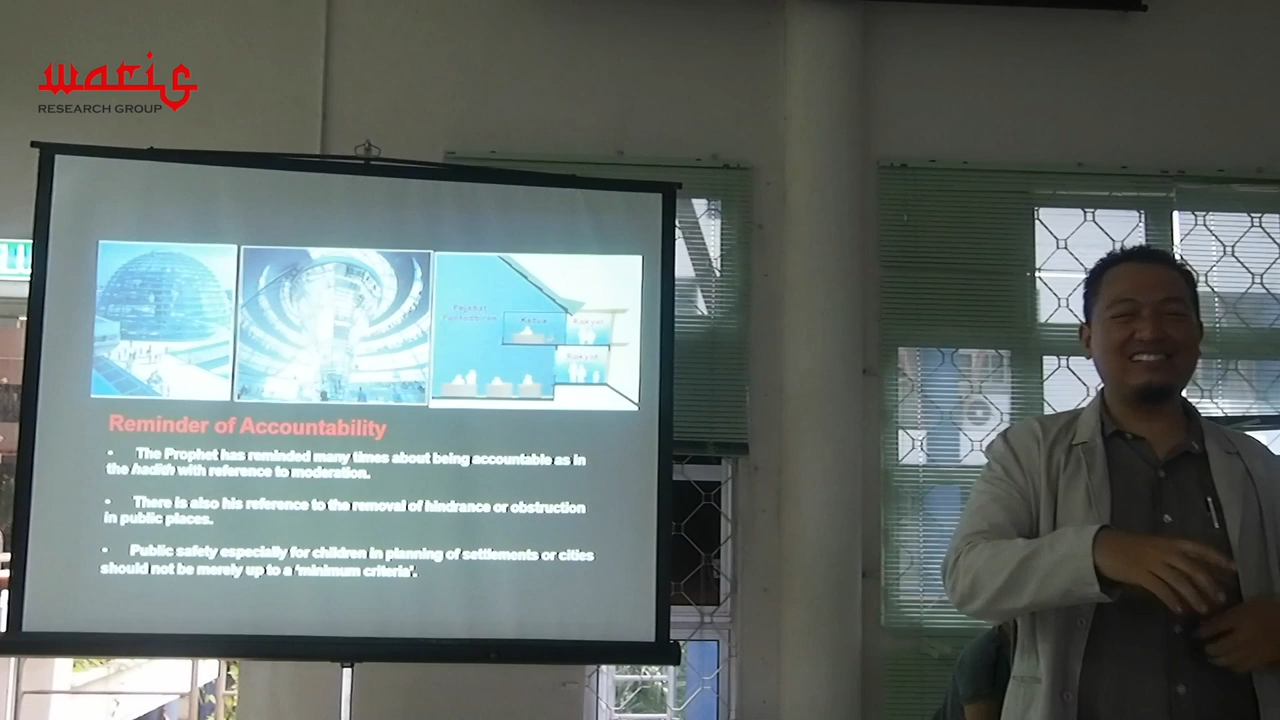 waris
RESEARCH GROUP
Pejabat
Pentadbiran
Ketua
Rakyat
Rakyat
Reminder of Accountability
• The Prophet has reminded many times about being accountable as in
the hadith with reference to moderation.
• There is also his reference to the removal of hindrance or obstruction
in public places.
• Public safety especially for children in planning of settlements or cities
should not be merely up to a 'minimum criteria'.